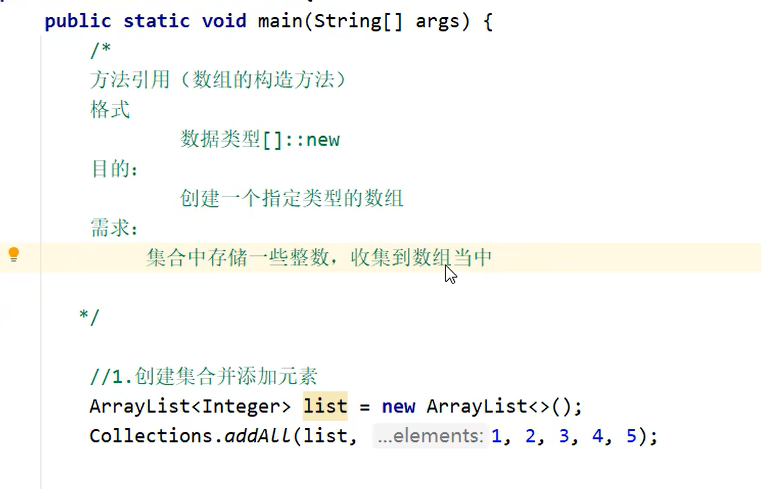 public static void main(String[] args) {
/*
方法引用（数组的构造方法）
格式
数据类型[]::new
目的：
创建一个指定类型的数组
需求：
集合中存储一些整数，收集到数组当中
*/
//1.创建集合并添加元素
ArrayList<Integer> list = new ArrayList<>();
Collections.addAll(list, ...elements: 1, 2, 3, 4, 5);